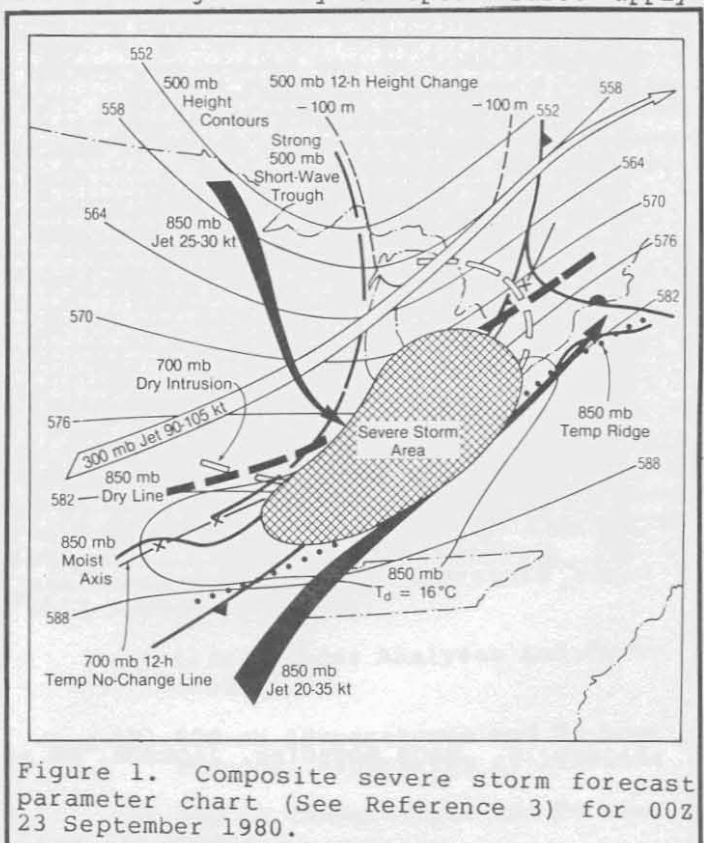 552
500 mb
Height
Contours
500 mb 12-h Height Change
-100 m
-100 m
552
558
558
Strong
500 mb
Short-Wave
Trough
564
564
850 mb
Jet 25-30 kt
570
576
582
570
700 mb
Dry Intrusion
576
300 mb Jet 90-105 kt
850 mb
Temp Ridge
Severe Storm
Area
850 mb
Dry Line
582
588
850 mb
Moist
Axis
850 mb
Td = 16°C
588
700 mb 12-h
Temp No-Change Line
850 mb
Jet 20-35 kt
Figure 1. Composite severe storm forecast
parameter chart (See Reference 3) for 00Z
23 September 1980.